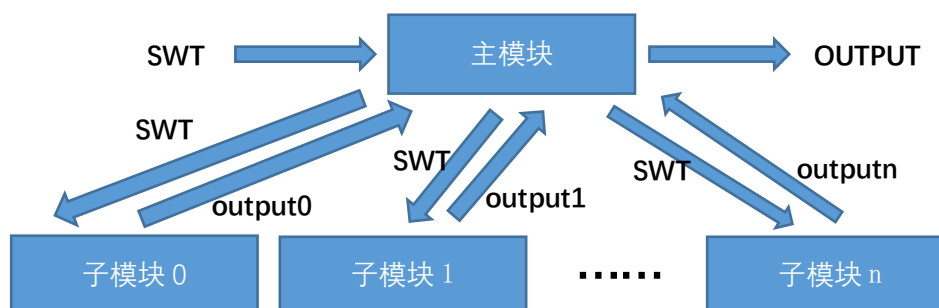 SWT
主模块
OUTPUT
SWT
SWT
SWT
outputn
output0
output1
子模块 0
子模块 1
……
子模块 n